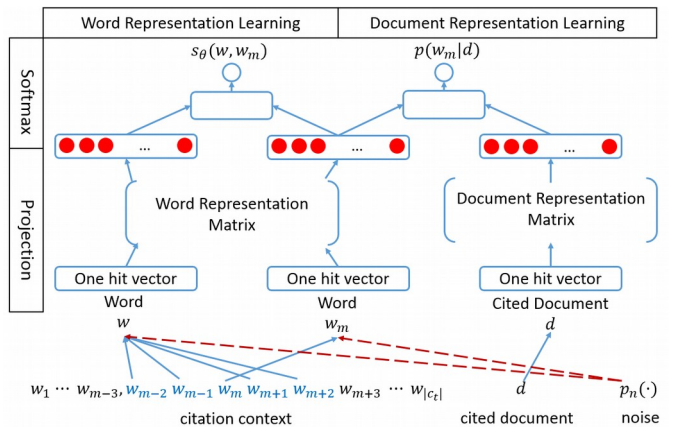 Word Representation Learning Document Representation Learning
Softmax
s_θ(w, w_m) p(w_m|d)
... ... ...
Projection
Word Representation Matrix
Document Representation Matrix
One hit vector One hit vector One hit vector
Word Word Cited Document
w w_m d
w_1 ⋯ w_{m−3}, w_{m−2} w_{m−1} w_m w_{m+1} w_{m+2} w_{m+3} ⋯ w_{|c_t|} d p_n(·)
citation context cited document noise